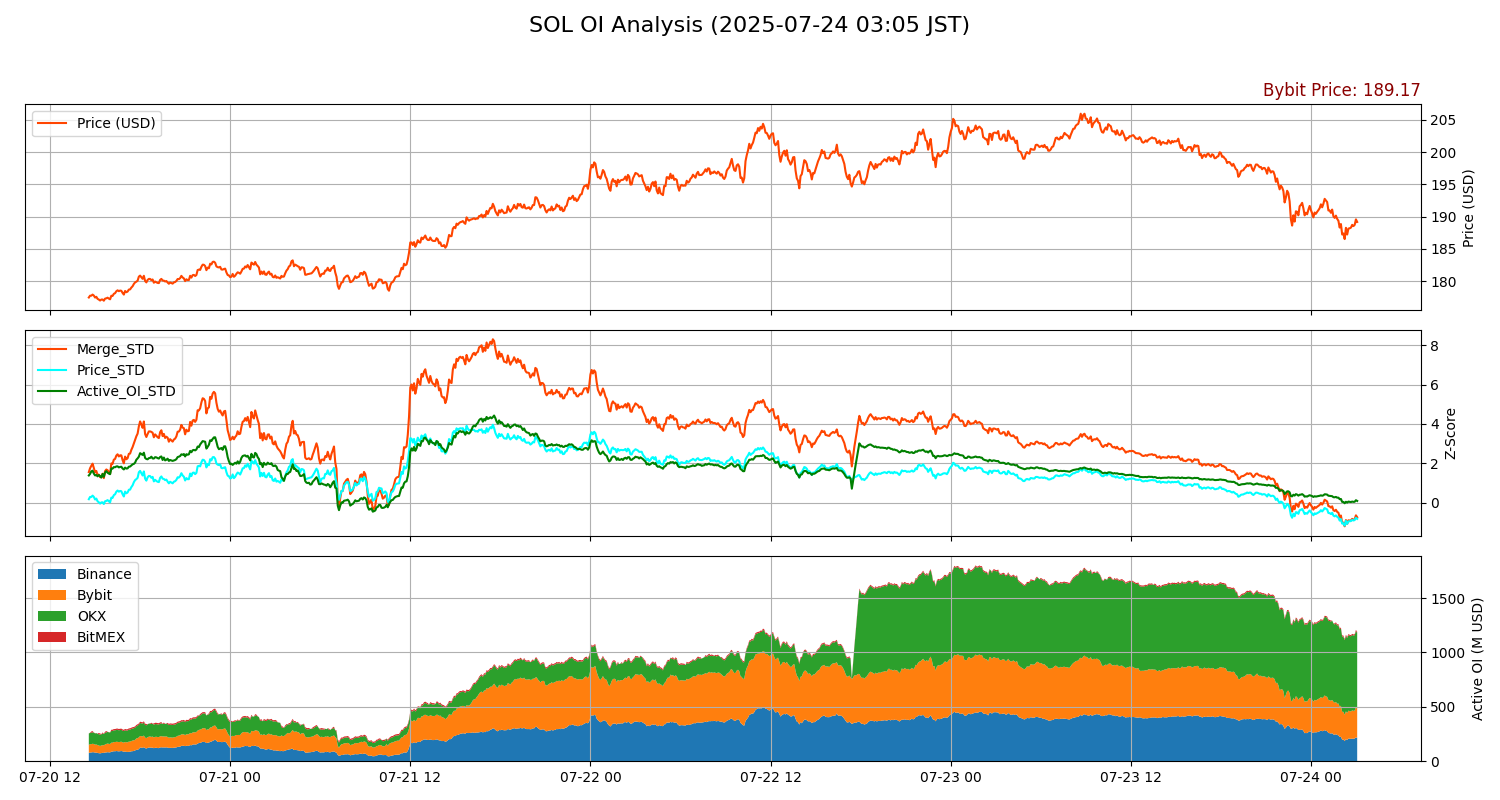 SOL OI Analysis (2025-07-24 03:05 JST)
Bybit Price: 189.17
Price (USD)
205
200
195
190
185
180
Price (USD)
Merge_STD
Price_STD
Active_OI_STD
8
6
4
2
0
Z-Score
Binance
Bybit
OKX
BitMEX
1500
1000
500
0
Active OI (M USD)
07-20 12
07-21 00
07-21 12
07-22 00
07-22 12
07-23 00
07-23 12
07-24 00